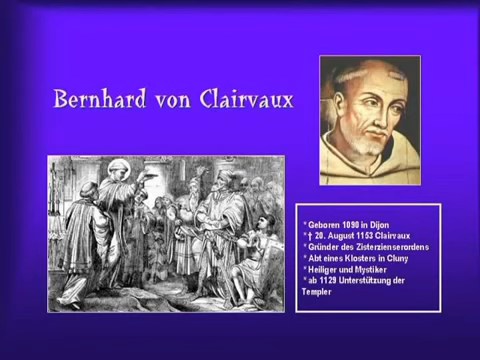 Bernhard von Clairvaux
* Geboren 1090 in Dijon
* † 20. August 1153 Clairvaux
* Gründer des Zisterzienserordens
* Abt eines Klosters in Cluny
* Heiliger und Mystiker
* ab 1129 Unterstützung der
Templer